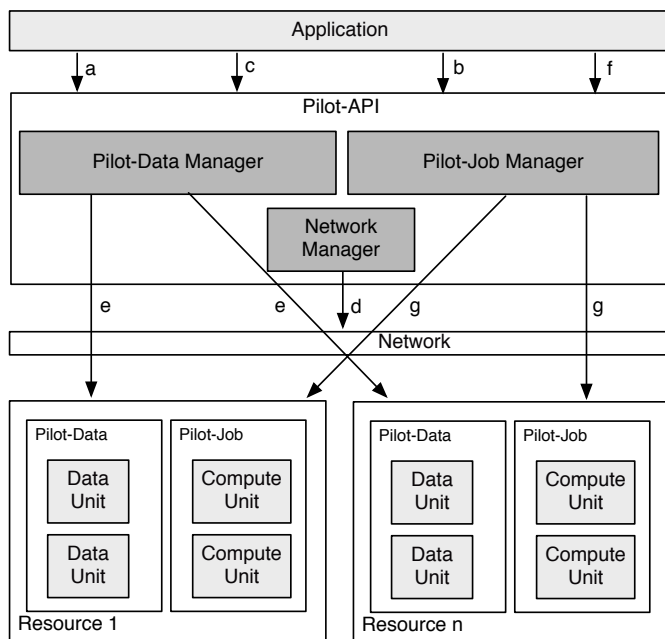 Application
a
c
b
f
Pilot-API
Pilot-Data Manager
Pilot-Job Manager
Network
Manager
e
e
d
g
g
Network
Pilot-Data
Pilot-Job
Data
Unit
Compute
Unit
Data
Unit
Compute
Unit
Resource 1
Pilot-Data
Pilot-Job
Data
Unit
Compute
Unit
Data
Unit
Compute
Unit
Resource n